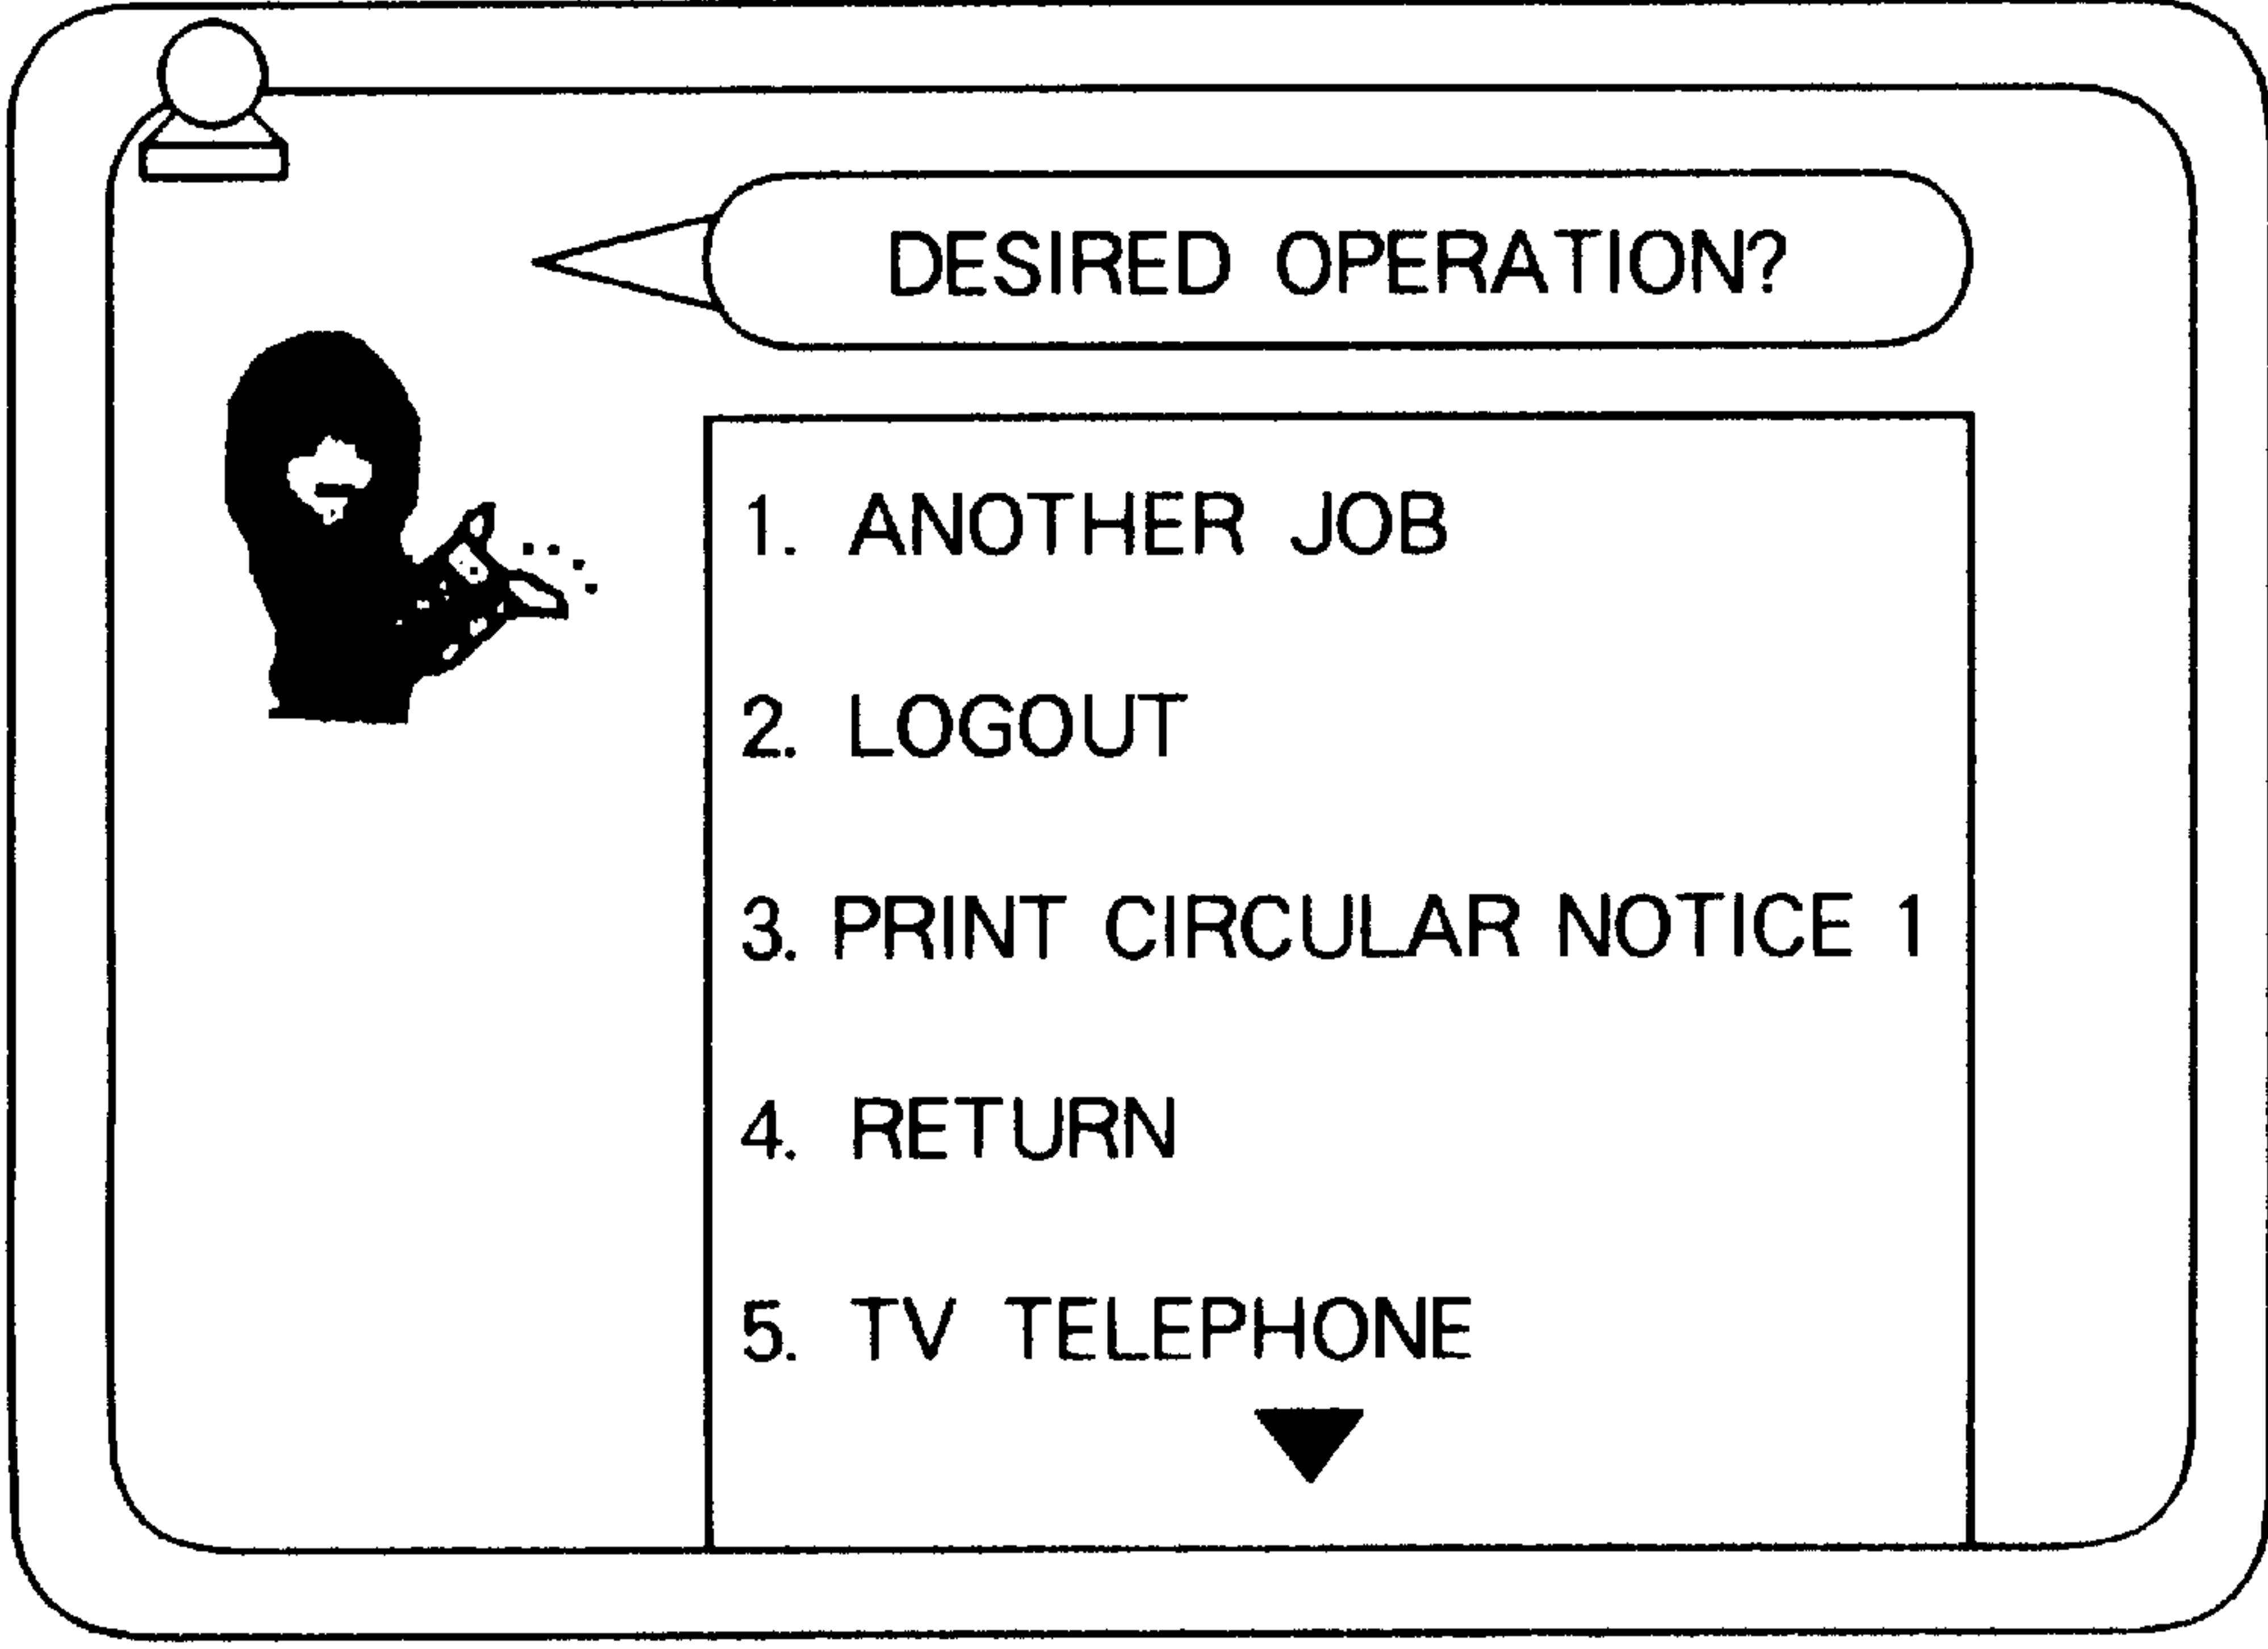 DESIRED OPERATION?
1. ANOTHER JOB
2. LOGOUT
3. PRINT CIRCULAR NOTICE 1
4. RETURN
5. TV TELEPHONE